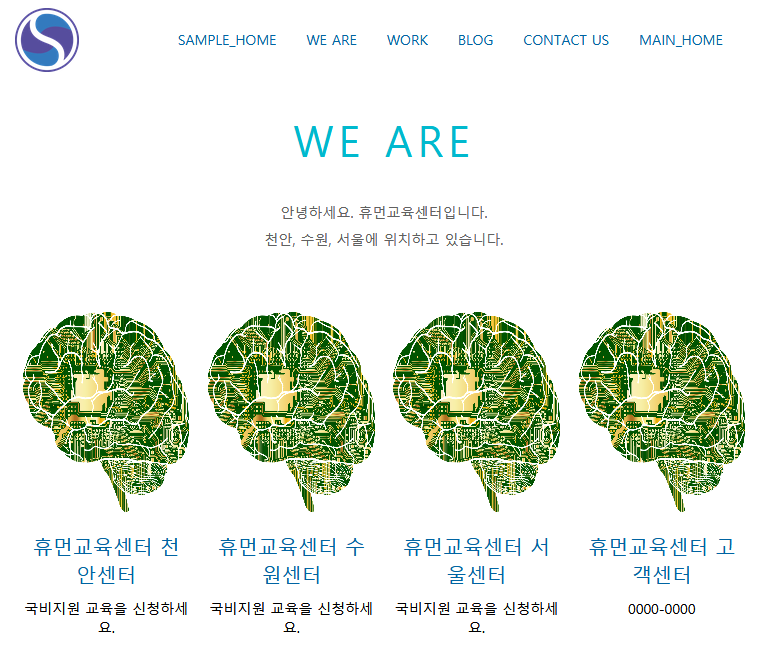 SAMPLE_HOME WE ARE WORK BLOG CONTACT US MAIN_HOME
WE ARE
안녕하세요. 휴먼교육센터입니다.
천안, 수원, 서울에 위치하고 있습니다.
휴먼교육센터 천
안센터
국비지원 교육을 신청하세
요.
휴먼교육센터 수
원센터
국비지원 교육을 신청하세
요.
휴먼교육센터 서
울센터
국비지원 교육을 신청하세
요.
휴먼교육센터 고
객센터
0000-0000